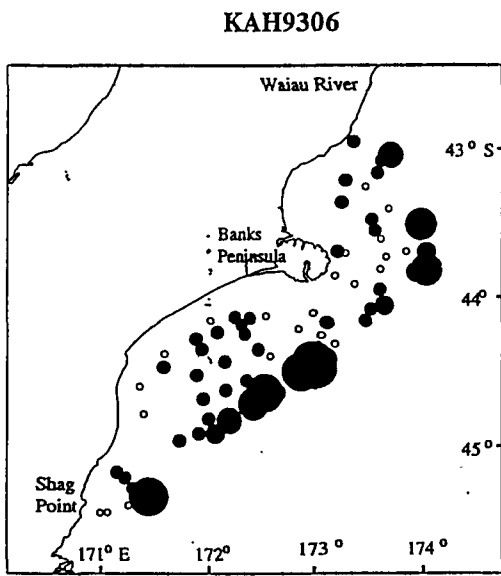 KAH9306
Waiau River
43° S
Banks
Peninsula
44°
45°
Shag
Point
171° E 172° 173° 174°